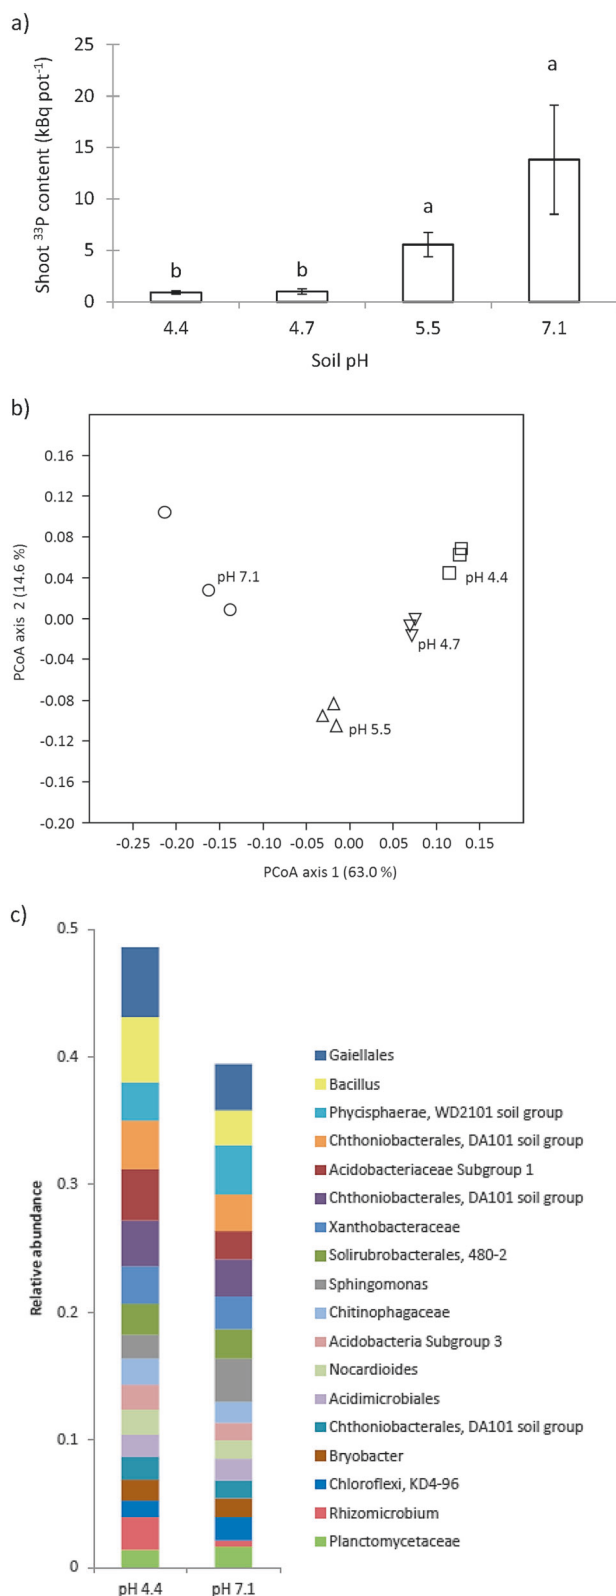 a)
25
20
15
10
5
0
Shoot ³³P content (kBq pot⁻¹)
b
b
a
a
4.4 4.7 5.5 7.1
Soil pH
b)
0.16
0.12
0.08
0.04
0.00
-0.04
-0.08
-0.12
-0.16
-0.20
PCoA axis 2 (14.6 %)
pH 7.1
pH 4.4
pH 4.7
pH 5.5
-0.25 -0.20 -0.15 -0.10 -0.05 0.00 0.05 0.10 0.15
PCoA axis 1 (63.0 %)
c)
0.5
0.4
0.3
0.2
0.1
0
Relative abundance
pH 4.4 pH 7.1
Gaiellales
Bacillus
Phycisphaerae, WD2101 soil group
Chthoniobacterales, DA101 soil group
Acidobacteriaceae Subgroup 1
Chthoniobacterales, DA101 soil group
Xanthobacteraceae
Solirubrobacterales, 480-2
Sphingomonas
Chitinophagaceae
Acidobacteria Subgroup 3
Nocardioides
Acidimicrobiales
Chthoniobacterales, DA101 soil group
Bryobacter
Chloroflexi, KD4-96
Rhizomicrobium
Planctomycetaceae